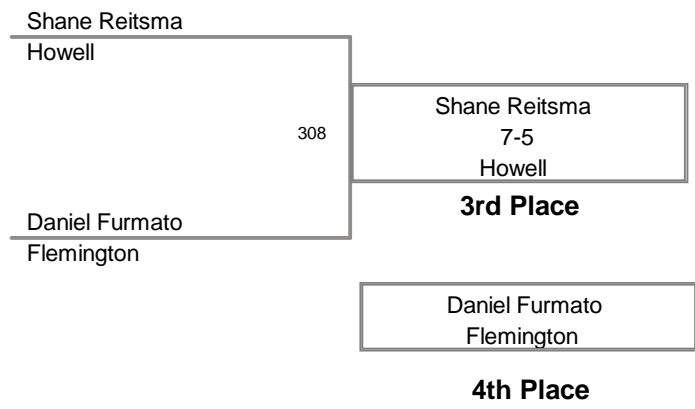 Shane Reitsma
Howell
308
Shane Reitsma
7-5
Howell
3rd Place
Daniel Furmato
Flemington
Daniel Furmato
Flemington
4th Place